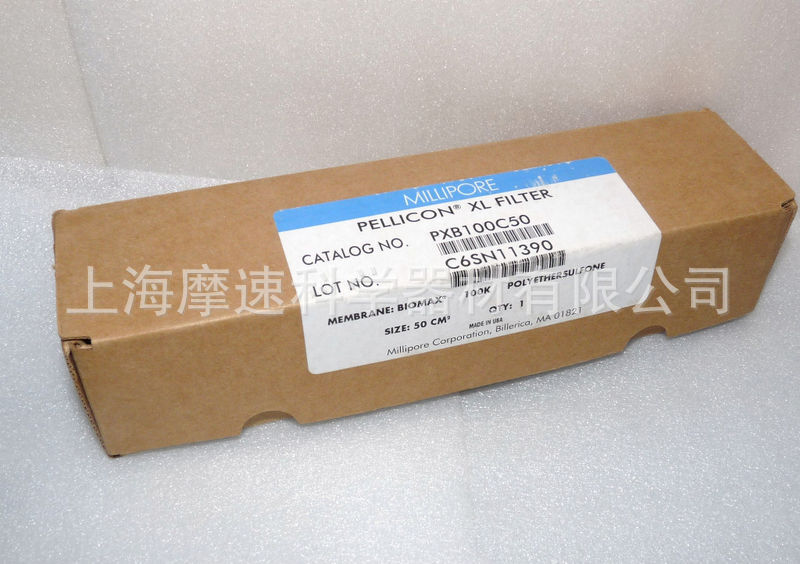 MILLIPORE
PELLICON® XL FILTER
CATALOG NO. PXB100C50
LOT NO. C6SN11390
上海摩速科学器材有限公司
MEMBRANE: BIOMAX® 100K POLYETHERSULFONE
SIZE: 50 CM² QTY: 1
MADE IN USA
Millipore Corporation, Billerica, MA 01821